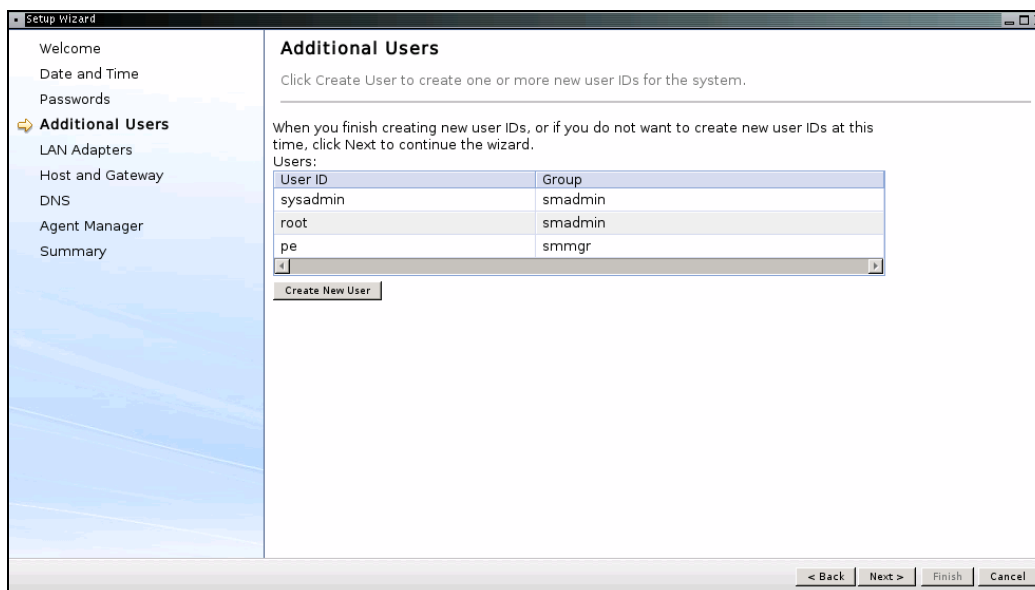 Setup Wizard
Welcome
Date and Time
Passwords
Additional Users
LAN Adapters
Host and Gateway
DNS
Agent Manager
Summary
Additional Users
Click Create User to create one or more new user IDs for the system.
When you finish creating new user IDs, or if you do not want to create new user IDs at this
time, click Next to continue the wizard.
Users:
User ID Group
sysadmin smadmin
root smadmin
pe smmgr
Create New User
< Back Next > Finish Cancel